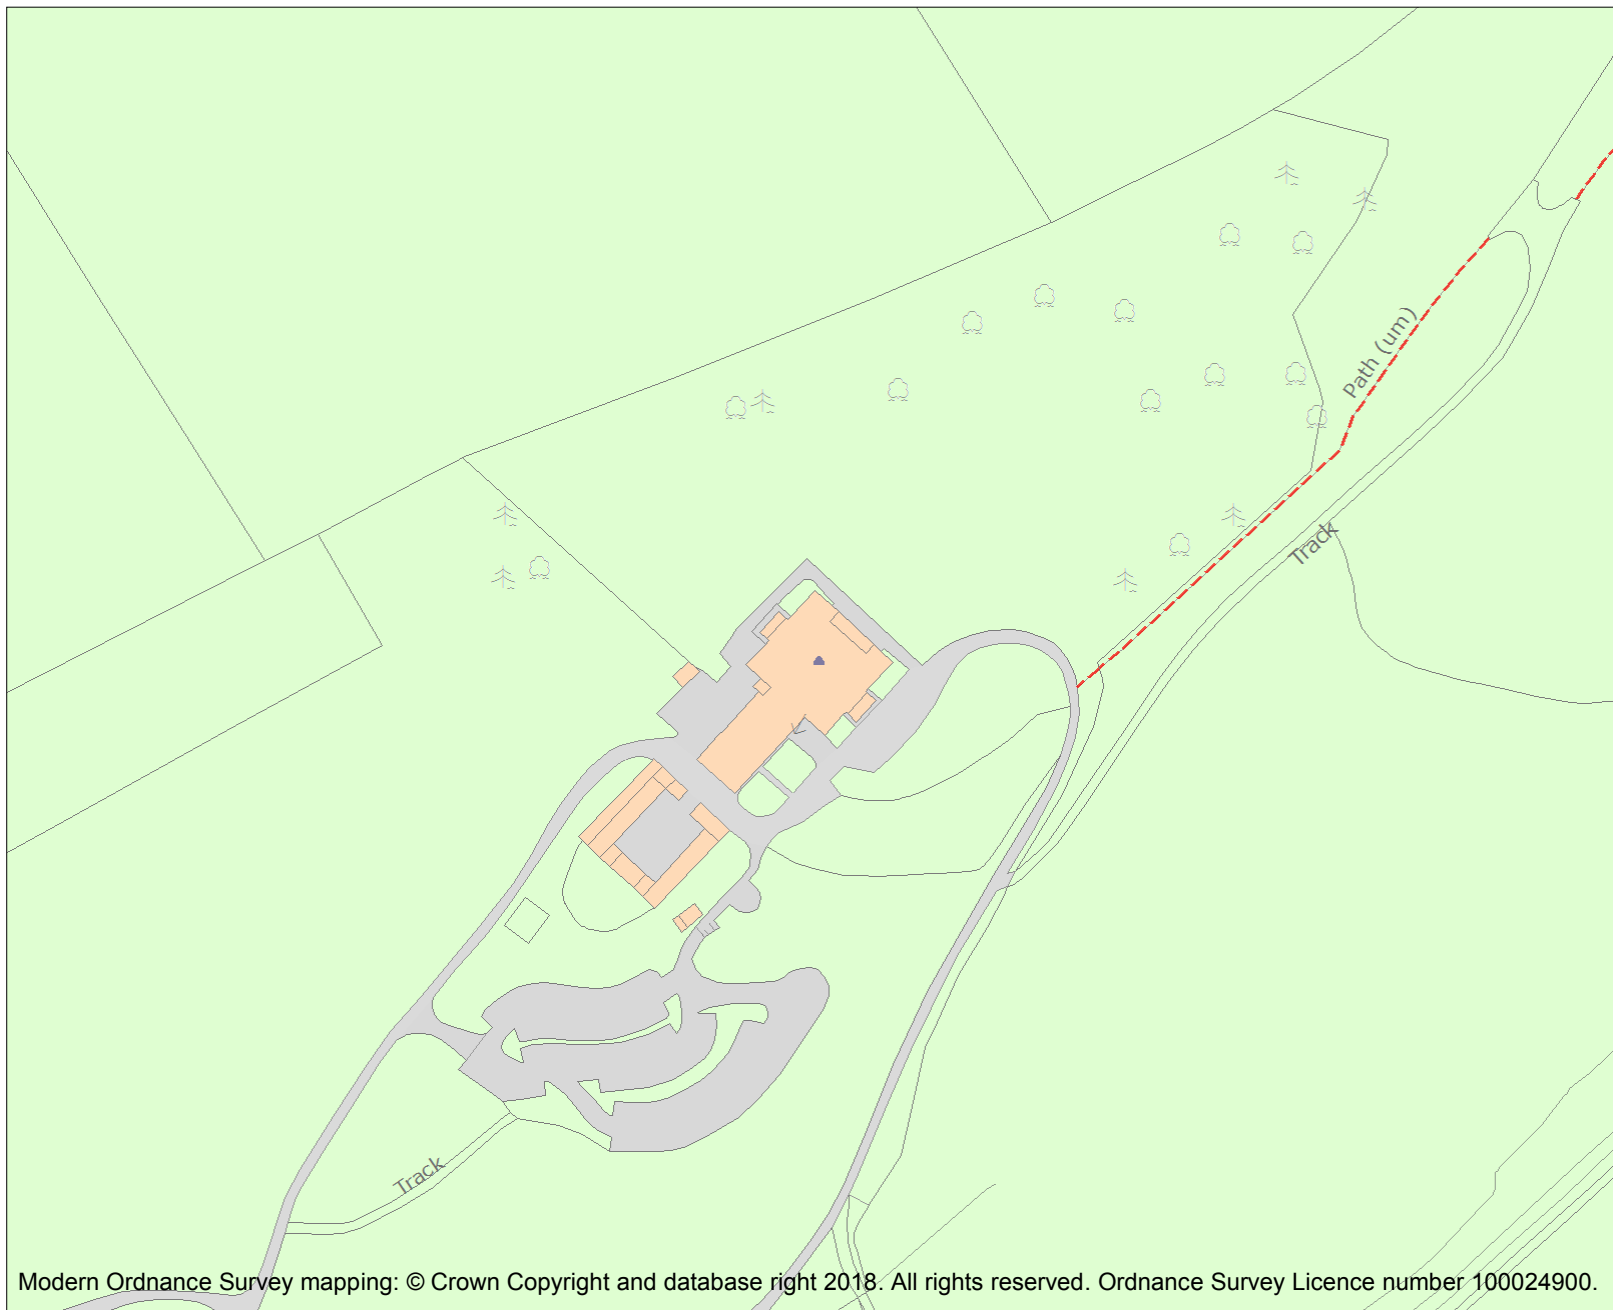 Path (um)
Track
Track
Modern Ordnance Survey mapping: © Crown Copyright and database right 2018. All rights reserved. Ordnance Survey Licence number 100024900.